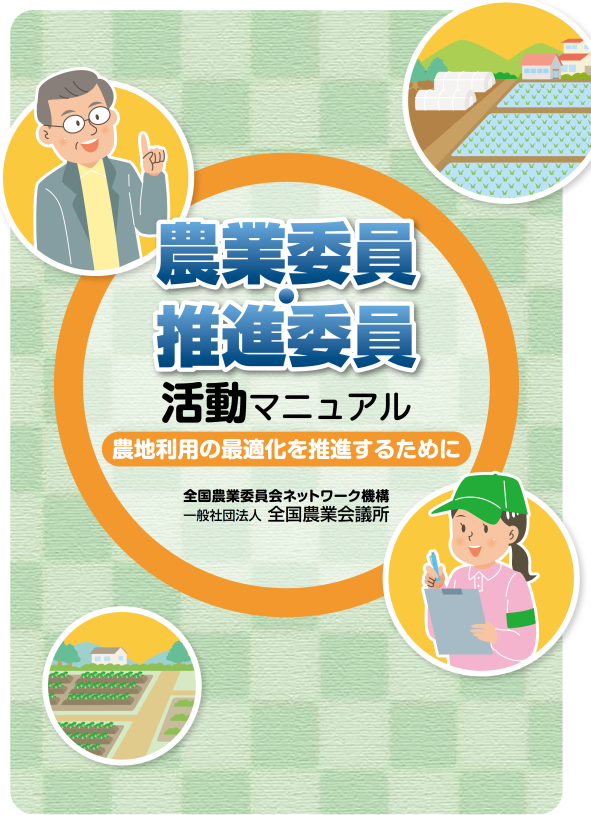 農業委員
・
推進委員
活動マニュアル
農地利用の最適化を推進するために
全国農業委員会ネットワーク機構
一般社団法人 全国農業会議所